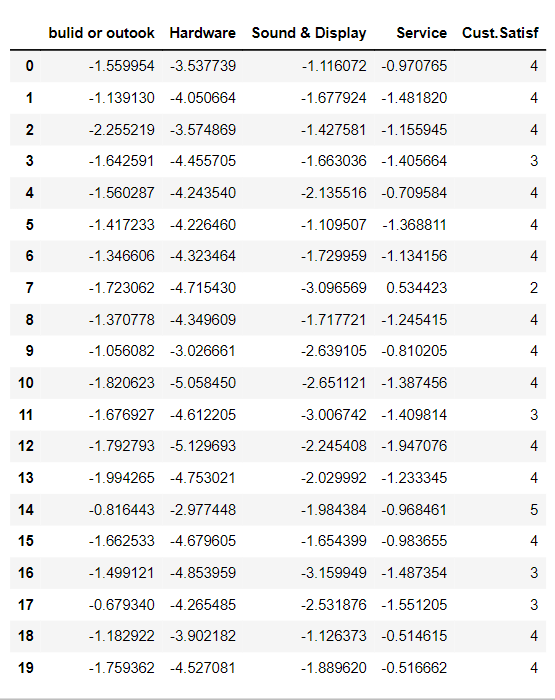 bulid or outook Hardware Sound & Display Service Cust.Satisf
0 -1.559954 -3.537739 -1.116072 -0.970765 4
1 -1.139130 -4.050664 -1.677924 -1.481820 4
2 -2.255219 -3.574869 -1.427581 -1.155945 4
3 -1.642591 -4.455705 -1.663036 -1.405664 3
4 -1.560287 -4.243540 -2.135516 -0.709584 4
5 -1.417233 -4.226460 -1.109507 -1.368811 4
6 -1.346606 -4.323464 -1.729959 -1.134156 4
7 -1.723062 -4.715430 -3.096569 0.534423 2
8 -1.370778 -4.349609 -1.717721 -1.245415 4
9 -1.056082 -3.026661 -2.639105 -0.810205 4
10 -1.820623 -5.058450 -2.651121 -1.387456 4
11 -1.676927 -4.612205 -3.006742 -1.409814 3
12 -1.792793 -5.129693 -2.245408 -1.947076 4
13 -1.994265 -4.753021 -2.029992 -1.233345 4
14 -0.816443 -2.977448 -1.984384 -0.968461 5
15 -1.662533 -4.679605 -1.654399 -0.983655 4
16 -1.499121 -4.853959 -3.159949 -1.487354 3
17 -0.679340 -4.265485 -2.531876 -1.551205 3
18 -1.182922 -3.902182 -1.126373 -0.514615 4
19 -1.759362 -4.527081 -1.889620 -0.516662 4